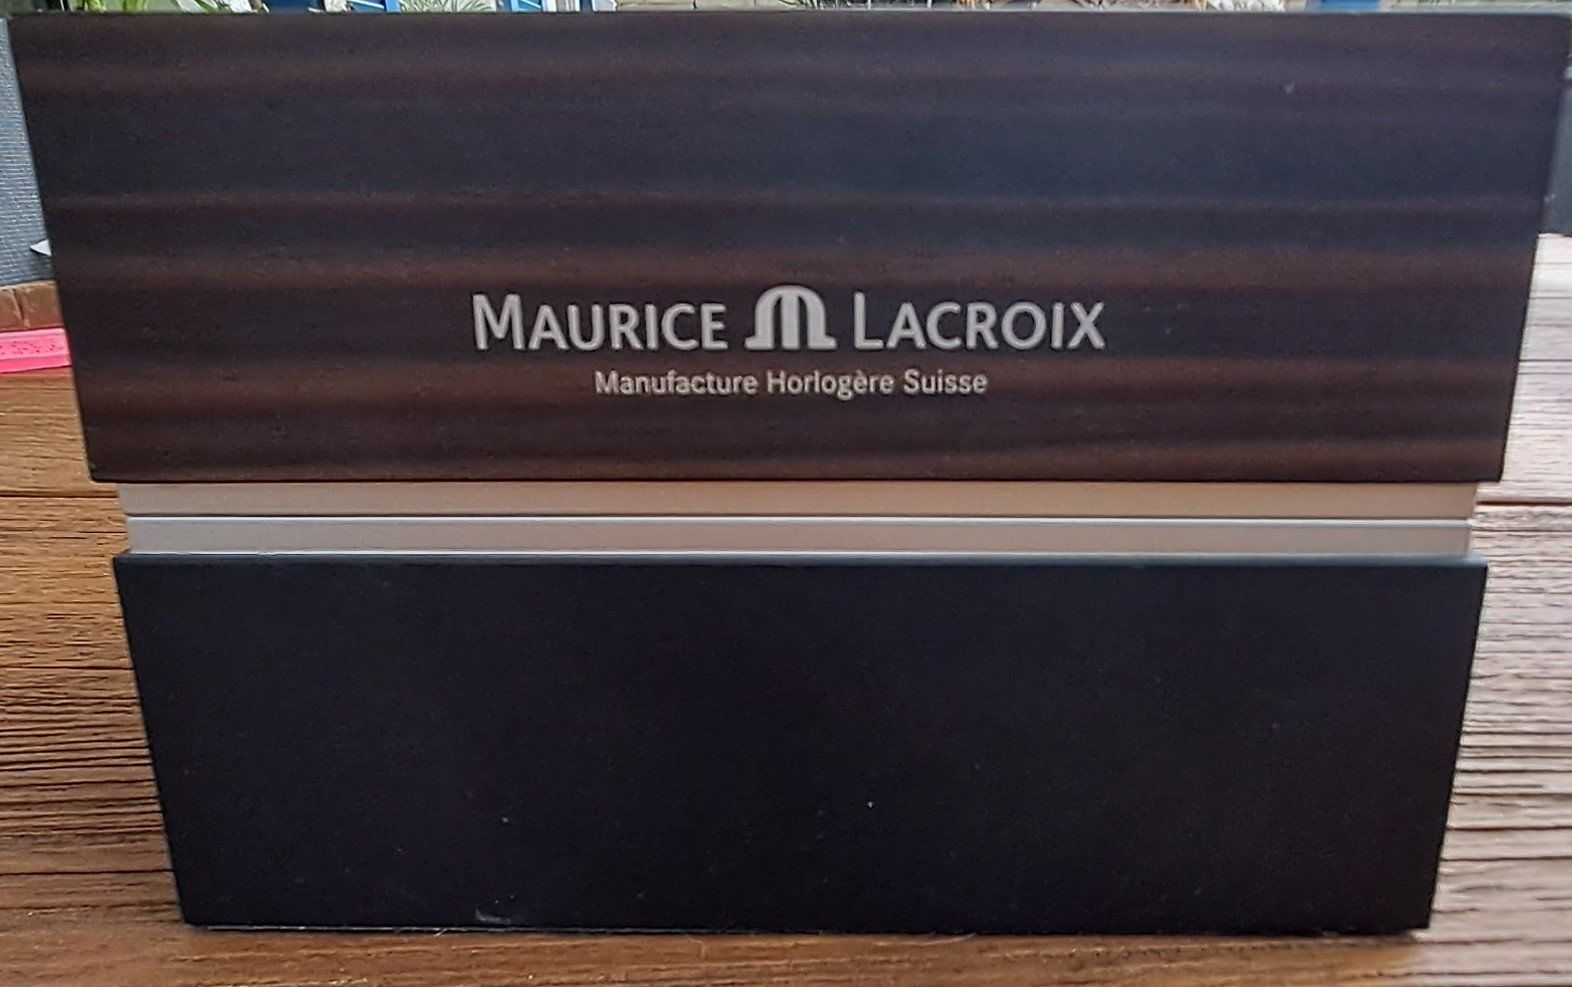 MAURICE LACROIX
Manufacture Horlogère Suisse